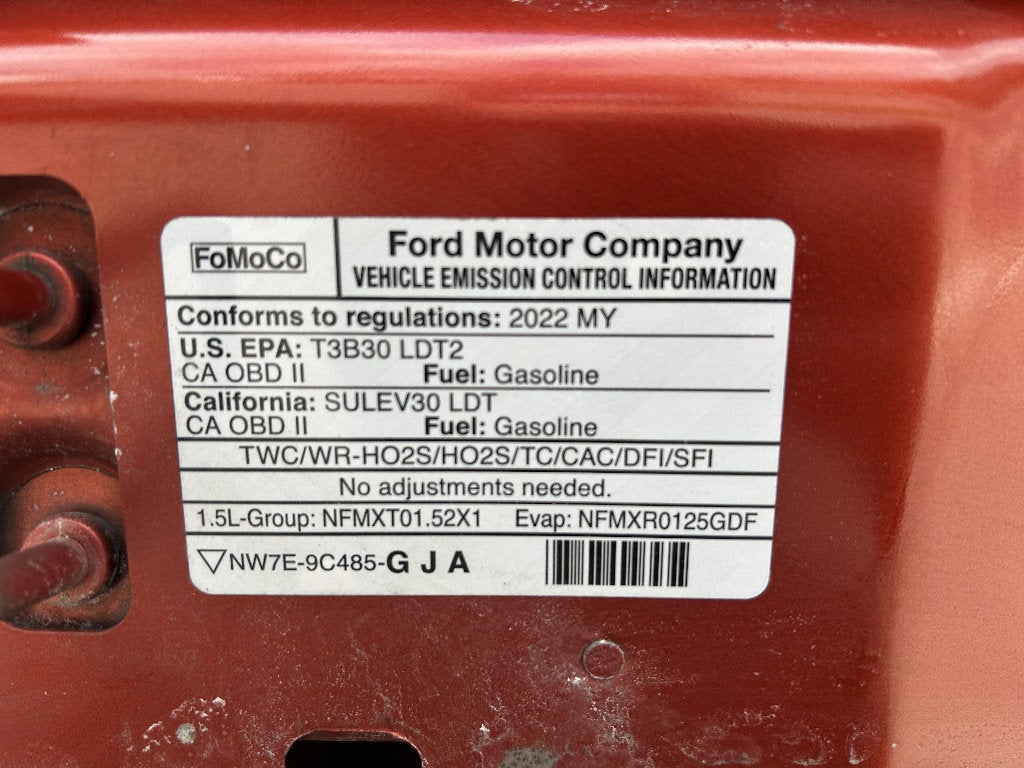 FoMoCo
Ford Motor Company
VEHICLE EMISSION CONTROL INFORMATION
Conforms to regulations: 2022 MY
U.S. EPA: T3B30 LDT2
CA OBD II Fuel: Gasoline
California: SULEV30 LDT
CA OBD II Fuel: Gasoline
TWC/WR-HO2S/HO2S/TC/CAC/DFI/SFI
No adjustments needed.
1.5L-Group: NFMXT01.52X1 Evap: NFMXR0125GDF
NW7E-9C485-G J A